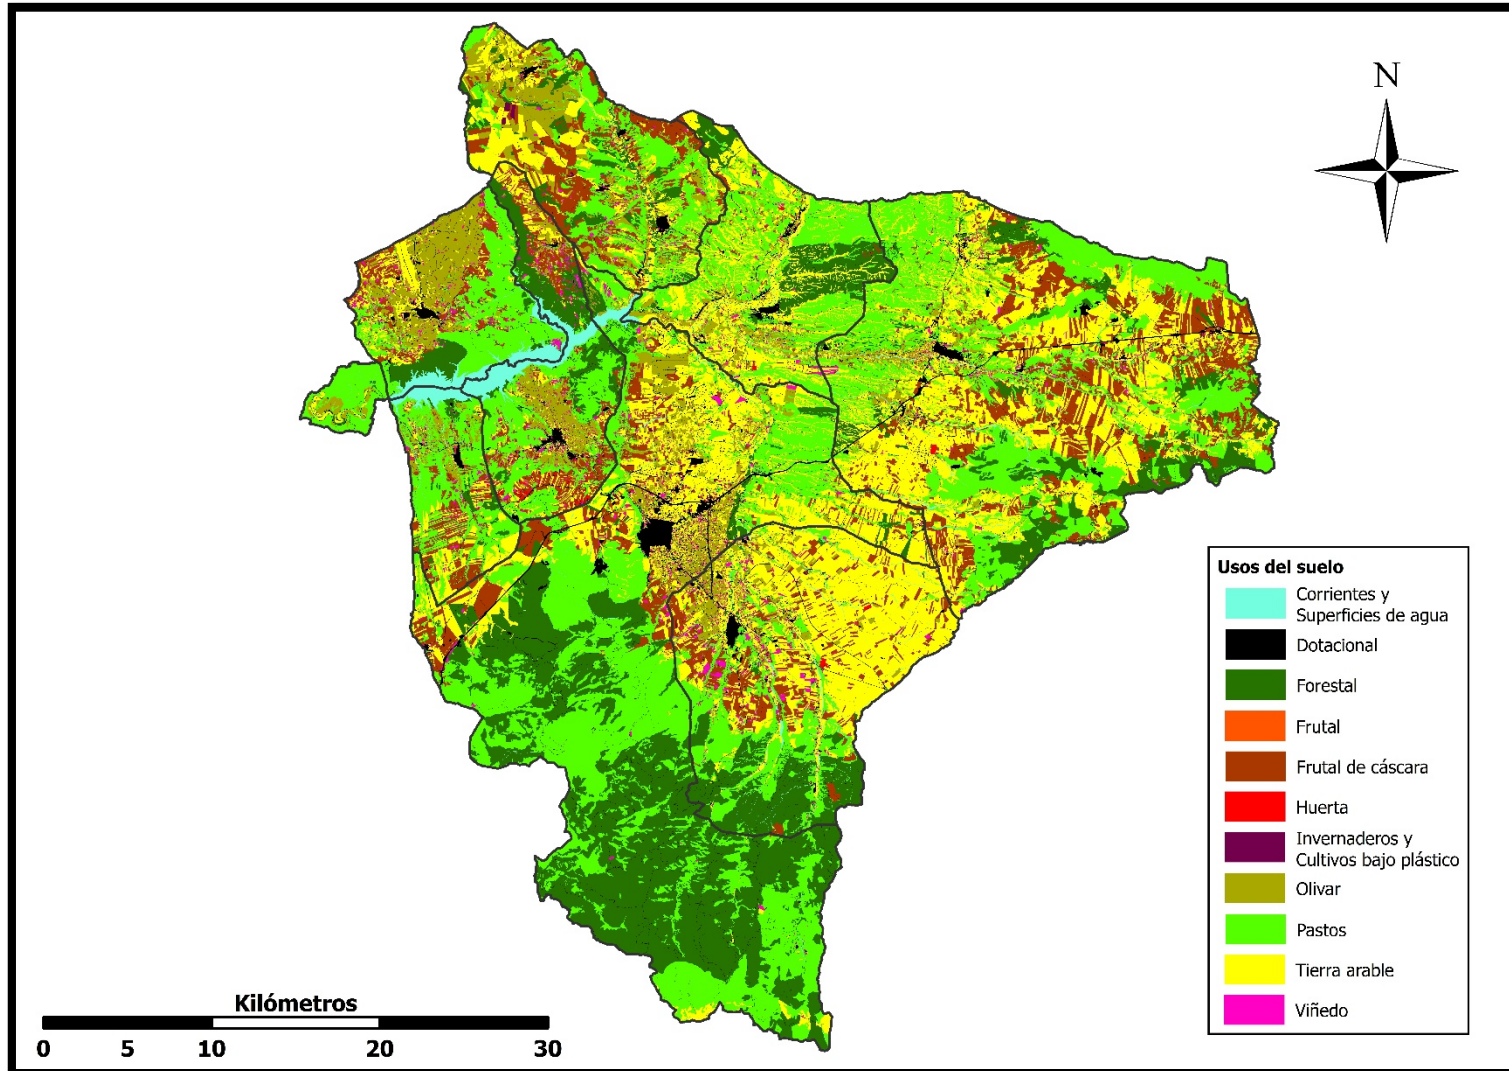 N
Usos del suelo
Corrientes y
Superficies de agua
Dotacional
Forestal
Frutal
Frutal de cáscara
Huerta
Invernaderos y
Cultivos bajo plástico
Olivar
Pastos
Tierra arable
Viñedo
Kilómetros
0 5 10 20 30